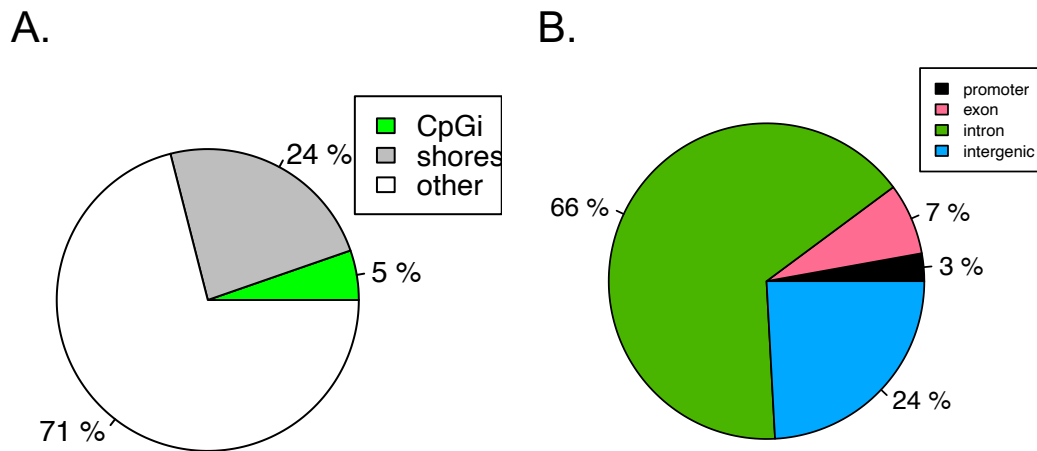 A.
CpGi
shores
other
24 %
5 %
71 %
B.
promoter
exon
intron
intergenic
66 %
7 %
3 %
24 %